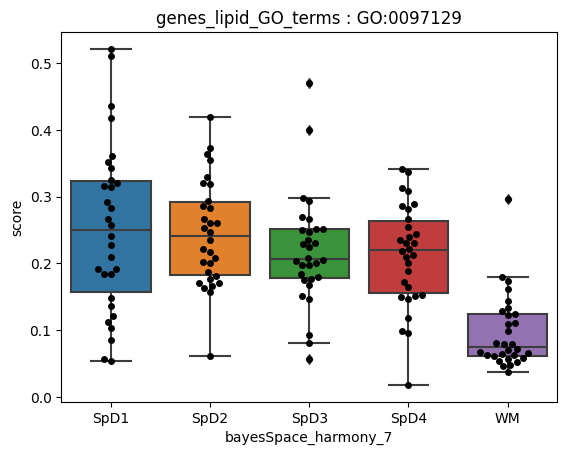 genes_lipid_GO_terms : GO:0097129
0.5
0.4
0.3
0.2
0.1
0.0
score
SpD1 SpD2 SpD3 SpD4 WM
bayesSpace_harmony_7